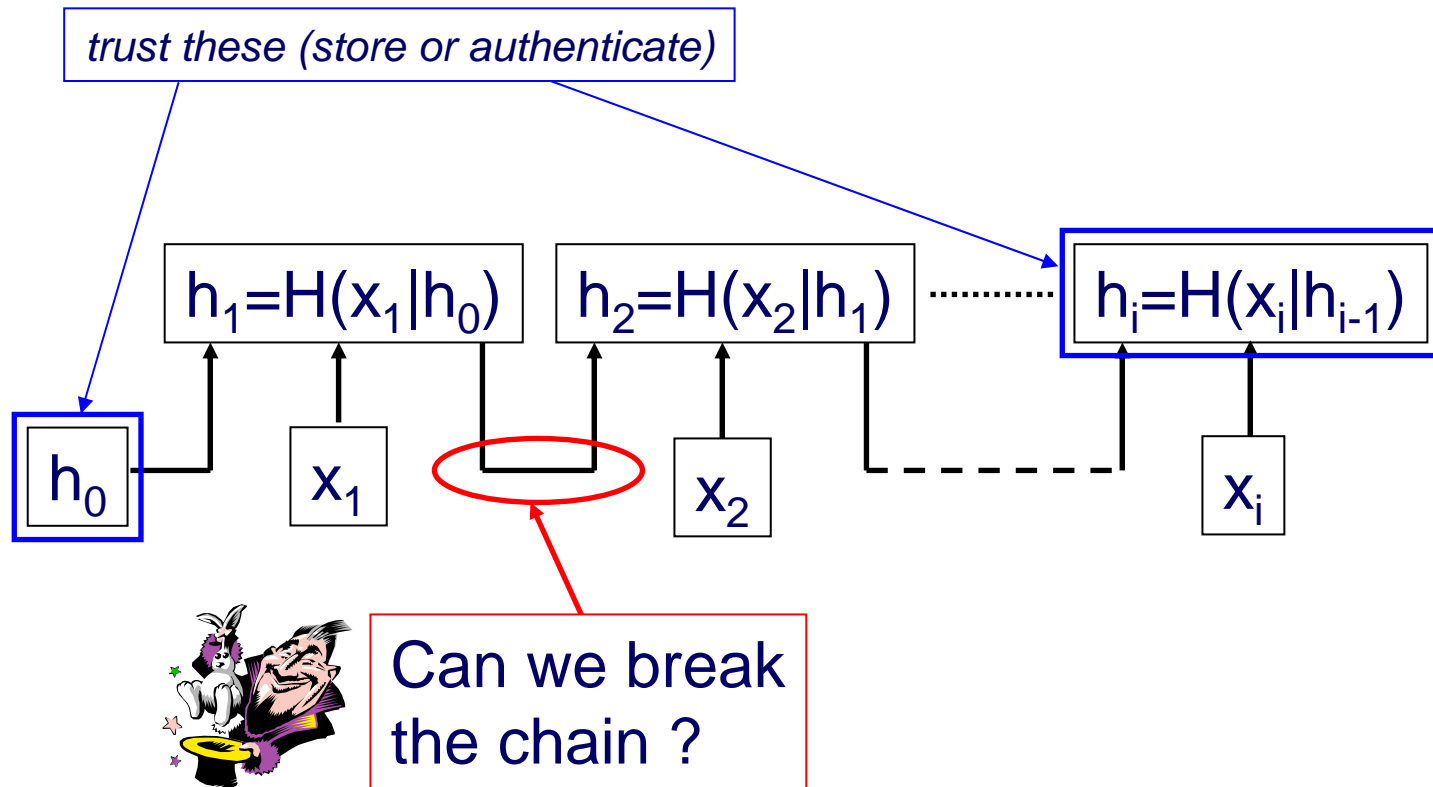 trust these (store or authenticate)
h₁=H(x₁|h₀) h₂=H(x₂|h₁) hᵢ=H(xᵢ|hᵢ₋₁)
h₀ x₁ x₂ xᵢ
Can we break
the chain ?